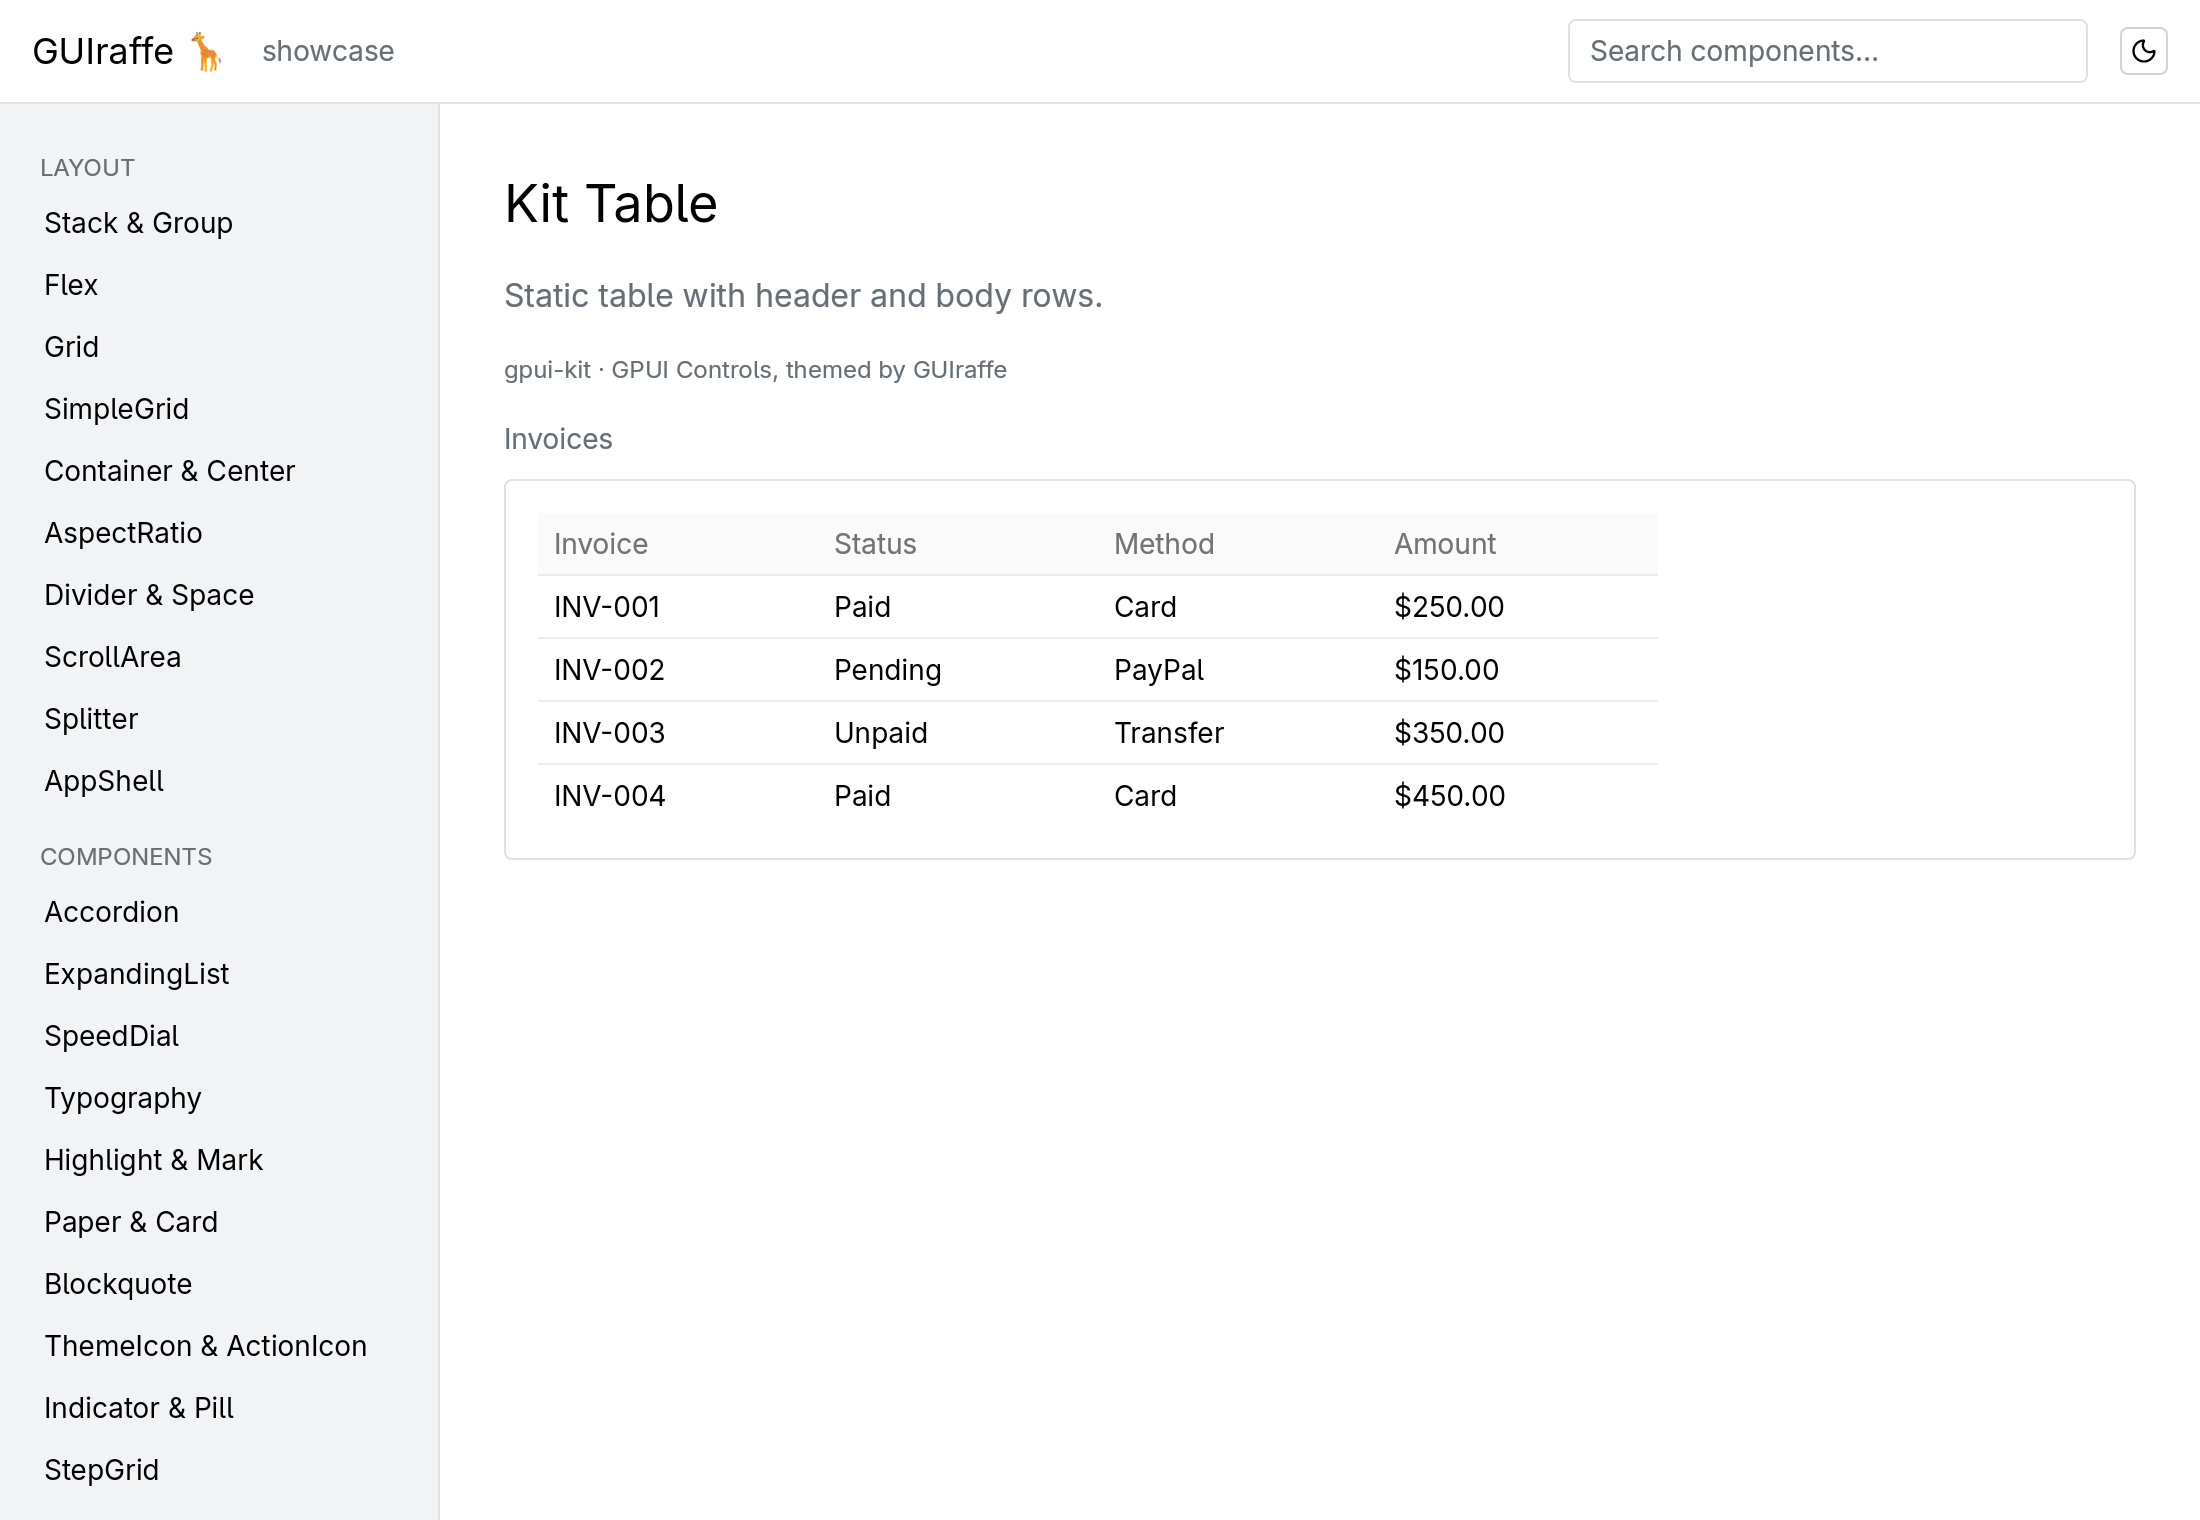 GUIraffe 🦒 showcase Search components...
LAYOUT
Stack & Group
Flex
Grid
SimpleGrid
Container & Center
AspectRatio
Divider & Space
ScrollArea
Splitter
AppShell
COMPONENTS
Accordion
ExpandingList
SpeedDial
Typography
Highlight & Mark
Paper & Card
Blockquote
ThemeIcon & ActionIcon
Indicator & Pill
StepGrid
Kit Table
Static table with header and body rows.
gpui-kit · GPUI Controls, themed by GUIraffe
Invoices
Invoice Status Method Amount
INV-001 Paid Card $250.00
INV-002 Pending PayPal $150.00
INV-003 Unpaid Transfer $350.00
INV-004 Paid Card $450.00